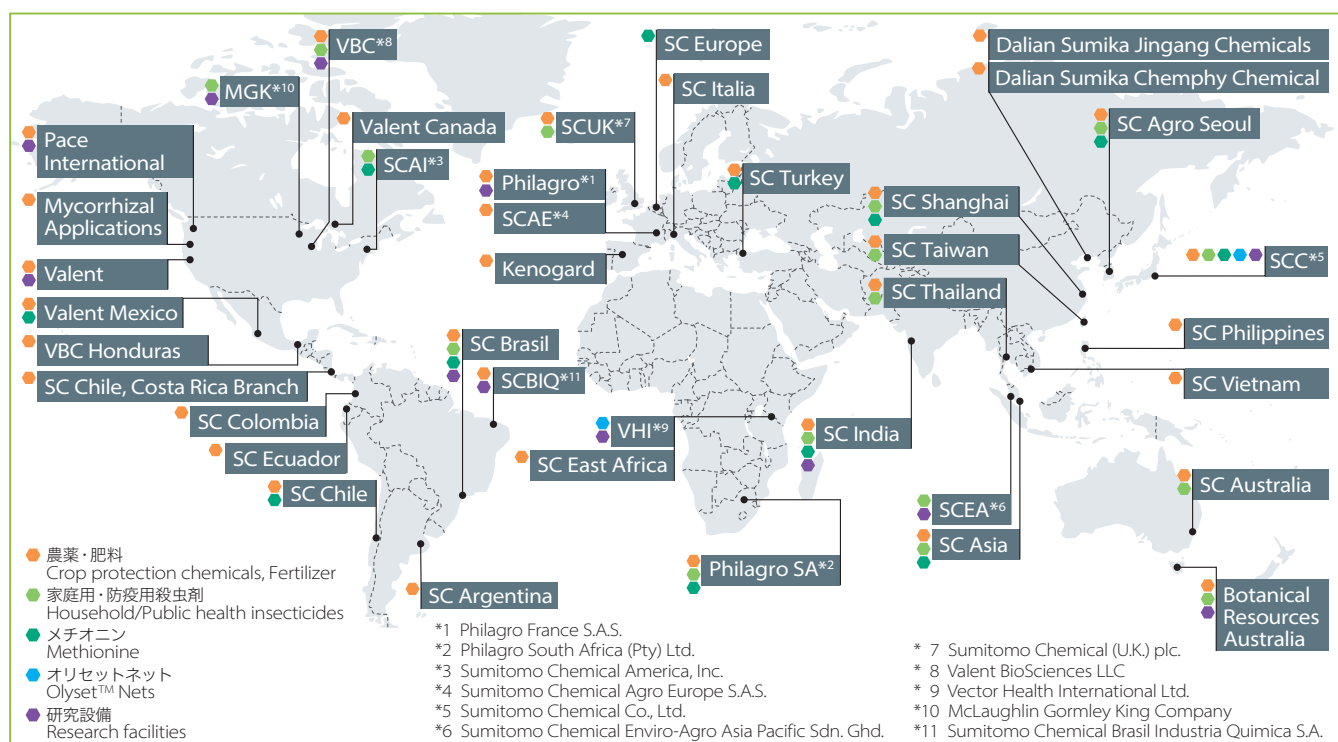 VBC*8
MGK*10
Pace
International
Valent Canada
SCAI*3
Mycorrhizal
Applications
Valent
Valent Mexico
VBC Honduras
SC Chile, Costa Rica Branch
SC Colombia
SC Ecuador
SC Chile
SC Argentina
SC Brasil
SCBIQ*11
SC Europe
SC Italia
SCUK*7
Philagro*1
SCAE*4
Kenogard
SC Turkey
VHI*9
SC East Africa
Philagro SA*2
SC India
Dalian Sumika Jingang Chemicals
Dalian Sumika Chemphy Chemical
SC Agro Seoul
SC Shanghai
SC Taiwan
SC Thailand
SCC*5
SC Philippines
SC Vietnam
SCEA*6
SC Asia
SC Australia
Botanical
Resources
Australia
農薬・肥料
Crop protection chemicals, Fertilizer
家庭用・防疫用殺虫剤
Household/Public health insecticides
メチオニン
Methionine
オリセットネット
Olyset™ Nets
研究設備
Research facilities
*1 Philagro France S.A.S.
*2 Philagro South Africa (Pty) Ltd.
*3 Sumitomo Chemical America, Inc.
*4 Sumitomo Chemical Agro Europe S.A.S.
*5 Sumitomo Chemical Co., Ltd.
*6 Sumitomo Chemical Enviro-Agro Asia Pacific Sdn. Ghd.
* 7 Sumitomo Chemical (U.K.) plc.
* 8 Valent BioSciences LLC
* 9 Vector Health International Ltd.
*10 McLaughlin Gormley King Company
*11 Sumitomo Chemical Brasil Industria Quimica S.A.